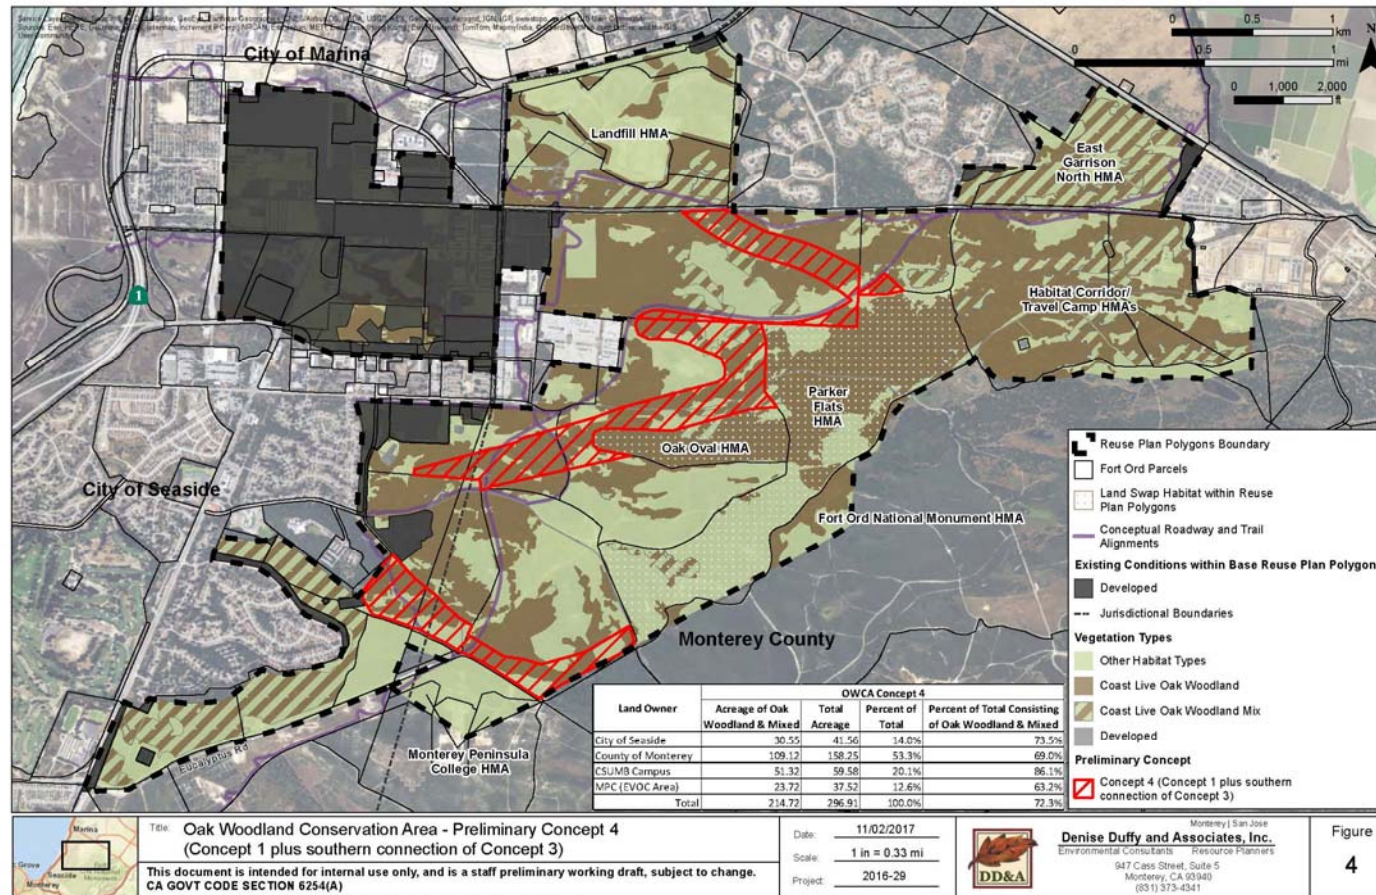 City of Marina
0 0.5 1
km
0 0.5 1
mi
0 1,000 2,000
ft
N
Landfill HMA
East
Garrison
North HMA
1
Habitat Corridor/
Travel Camp HMAs
Parker
Flats
HMA
Oak Oval HMA
City of Seaside
Fort Ord National Monument HMA
Monterey County
Monterey Peninsula
College HMA
Eucalyptus Rd
Reuse Plan Polygons Boundary
Fort Ord Parcels
Land Swap Habitat within Reuse
Plan Polygons
Conceptual Roadway and Trail
Alignments
Existing Conditions within Base Reuse Plan Polygon
Developed
Jurisdictional Boundaries
Vegetation Types
Other Habitat Types
Coast Live Oak Woodland
Coast Live Oak Woodland Mix
Developed
Preliminary Concept
Concept 4 (Concept 1 plus southern
connection of Concept 3)
OWCA Concept 4
Land Owner Acreage of Oak Woodland & Mixed Total Acreage Percent of Total Percent of Total Consisting of Oak Woodland & Mixed
City of Seaside 30.55 41.56 14.0% 73.5%
County of Monterey 109.12 158.25 53.3% 69.0%
CSUMB Campus 51.32 59.58 20.1% 86.1%
MPC (EVOC Area) 23.72 37.52 12.6% 63.2%
Total 214.72 296.91 100.0% 72.3%
Marina
Seaside
Monterey
Title: Oak Woodland Conservation Area - Preliminary Concept 4
(Concept 1 plus southern connection of Concept 3)
This document is intended for internal use only, and is a staff preliminary working draft, subject to change.
CA GOVT CODE SECTION 6254(A)
Date: 11/02/2017
Scale: 1 in = 0.33 mi
Project: 2016-29
DD&A
Monterey | San Jose
Denise Duffy and Associates, Inc.
Environmental Consultants Resource Planners
947 Cass Street, Suite 5
Monterey, CA 93940
(831) 373-4341
Figure
4